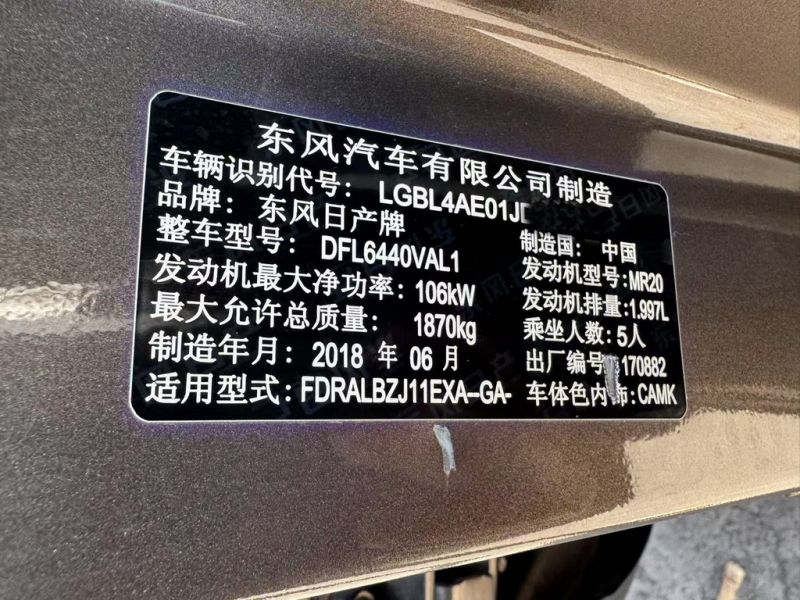 东风汽车有限公司制造
车辆识别代号: LGBL4AE01J
品牌: 东风日产牌 制造国: 中国
整车型号: DFL6440VAL1 发动机型号:MR20
发动机最大净功率: 106kW 发动机排量:1.997L
最大允许总质量: 1870kg 乘坐人数:5人
制造年月: 2018 年 06 月 出厂编号 170882
适用型式: FDRALBZJ11EXA--GA- 车体色内饰:CAMK